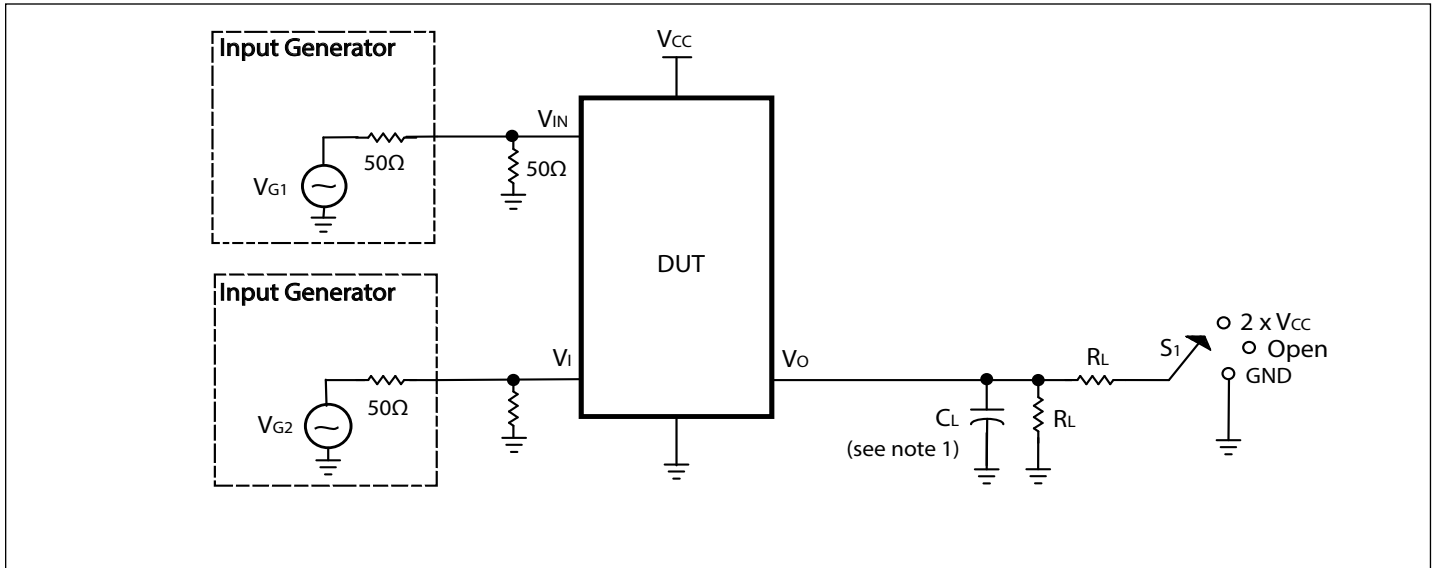 Input Generator
VCC
VIN
50Ω
50Ω
VG1
DUT
Input Generator
2 x VCC
S1
Open
VI
VO
RL
GND
50Ω
VG2
CL
RL
(see note 1)